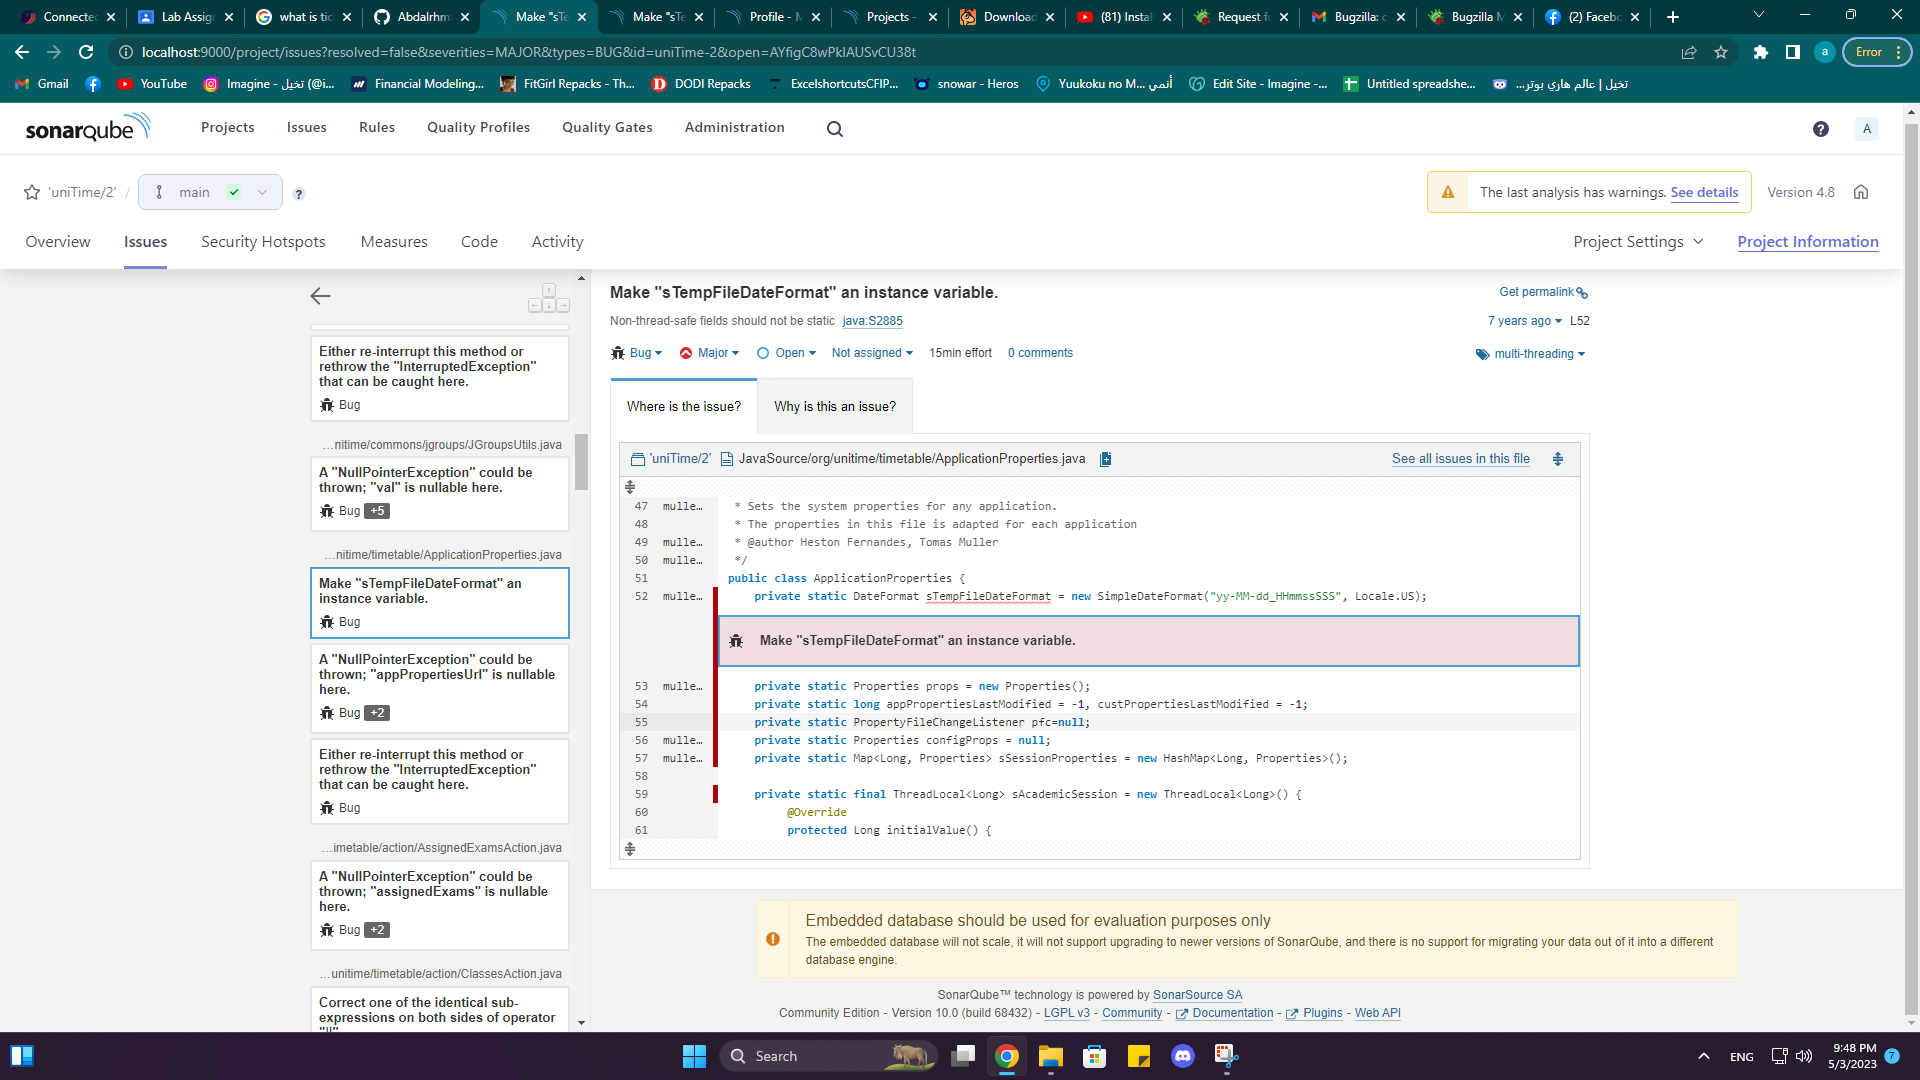 Connected
Lab Assig
what is tic
Abdalrhm
Make "sTe
Make "sTe
Profile - M
Projects -
Download
(81) Instal
Request fo
Bugzilla: c
Bugzilla M
(2) Facebo
localhost:9000/project/issues?resolved=false&severities=MAJOR&types=BUG&id=uniTime-2&open=AYfigC8wPkIAUSvCU38t
a
Error
Gmail
YouTube
Imagine - تخيل (@i...
Financial Modeling...
FitGirl Repacks - Th...
DODI Repacks
ExcelshortcutsCFIP...
snowar - Heros
Yuukoku no M... أنمي
Edit Site - Imagine -...
Untitled spreadshe...
تخيل | عالم هاري بوتر...
sonarqube
Projects
Issues
Rules
Quality Profiles
Quality Gates
Administration
A
'uniTime/2' /
main
The last analysis has warnings. See details
Version 4.8
Overview
Issues
Security Hotspots
Measures
Code
Activity
Project Settings
Project Information
Either re-interrupt this method or
rethrow the "InterruptedException"
that can be caught here.
Bug
...nitime/commons/jgroups/JGroupsUtils.java
A "NullPointerException" could be
thrown; "val" is nullable here.
Bug +5
...nitime/timetable/ApplicationProperties.java
Make "sTempFileDateFormat" an
instance variable.
Bug
A "NullPointerException" could be
thrown; "appPropertiesUrl" is nullable
here.
Bug +2
Either re-interrupt this method or
rethrow the "InterruptedException"
that can be caught here.
Bug
...imetable/action/AssignedExamsAction.java
A "NullPointerException" could be
thrown; "assignedExams" is nullable
here.
Bug +2
...unitime/timetable/action/ClassesAction.java
Correct one of the identical sub-
expressions on both sides of operator
"||"
Make "sTempFileDateFormat" an instance variable.
Get permalink
Non-thread-safe fields should not be static java:S2885
7 years ago L52
Bug Major Open Not assigned 15min effort 0 comments
multi-threading
Where is the issue?
Why is this an issue?
'uniTime/2' JavaSource/org/unitime/timetable/ApplicationProperties.java
See all issues in this file
47 mulle… * Sets the system properties for any application.
48 * The properties in this file is adapted for each application
49 mulle… * @author Heston Fernandes, Tomas Muller
50 mulle… */
51 public class ApplicationProperties {
52 mulle… private static DateFormat sTempFileDateFormat = new SimpleDateFormat("yy-MM-dd_HHmmssSSS", Locale.US);
Make "sTempFileDateFormat" an instance variable.
53 mulle… private static Properties props = new Properties();
54 private static long appPropertiesLastModified = -1, custPropertiesLastModified = -1;
55 private static PropertyFileChangeListener pfc=null;
56 mulle… private static Properties configProps = null;
57 mulle… private static Map<Long, Properties> sSessionProperties = new HashMap<Long, Properties>();
58
59 private static final ThreadLocal<Long> sAcademicSession = new ThreadLocal<Long>() {
60 @Override
61 protected Long initialValue() {
Embedded database should be used for evaluation purposes only
The embedded database will not scale, it will not support upgrading to newer versions of SonarQube, and there is no support for migrating your data out of it into a different
database engine.
SonarQube™ technology is powered by SonarSource SA
Community Edition - Version 10.0 (build 68432) - LGPL v3 - Community - Documentation - Plugins - Web API
Search
ENG
9:48 PM
5/3/2023
7